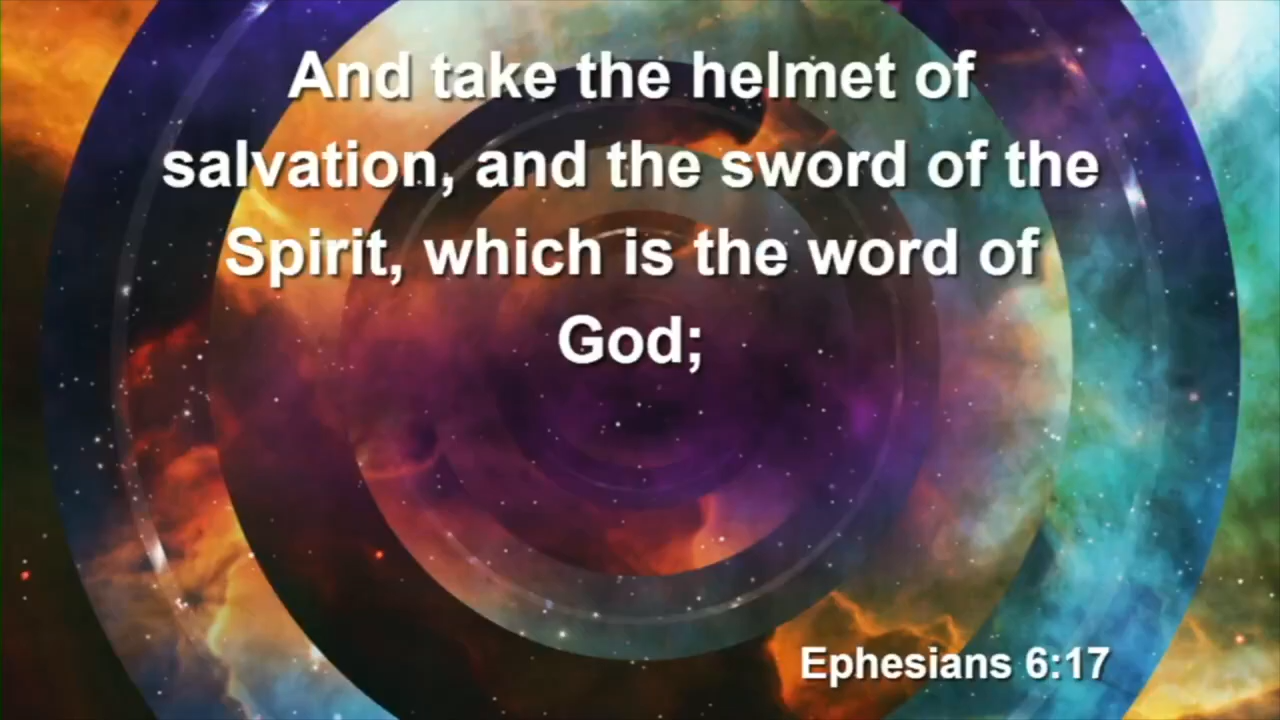 And take the helmet of
salvation, and the sword of the
Spirit, which is the word of
God;
Ephesians 6:17